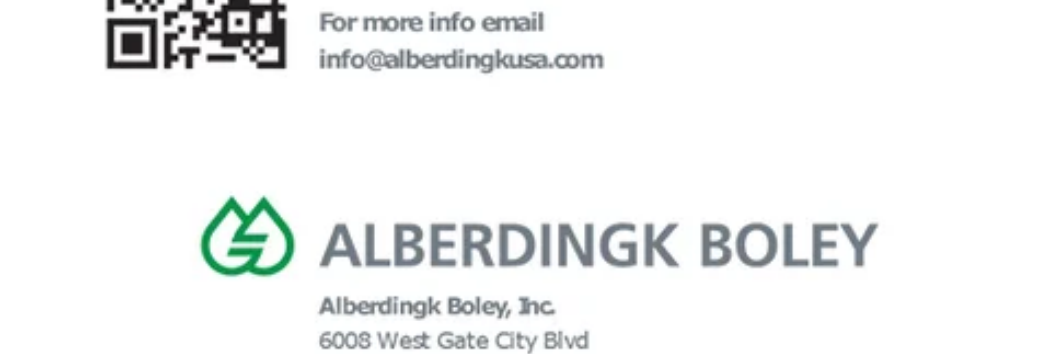 For more info email
info@alberdingkusa.com
ALBERDINGK BOLEY
Alberdingk Boley, Inc.
6008 West Gate City Blvd